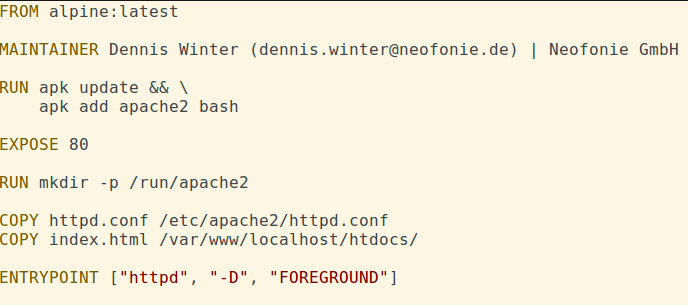 FROM alpine:latest
MAINTAINER Dennis Winter (dennis.winter@neofonie.de) | Neofonie GmbH
RUN apk update && \
apk add apache2 bash
EXPOSE 80
RUN mkdir -p /run/apache2
COPY httpd.conf /etc/apache2/httpd.conf
COPY index.html /var/www/localhost/htdocs/
ENTRYPOINT ["httpd", "-D", "FOREGROUND"]